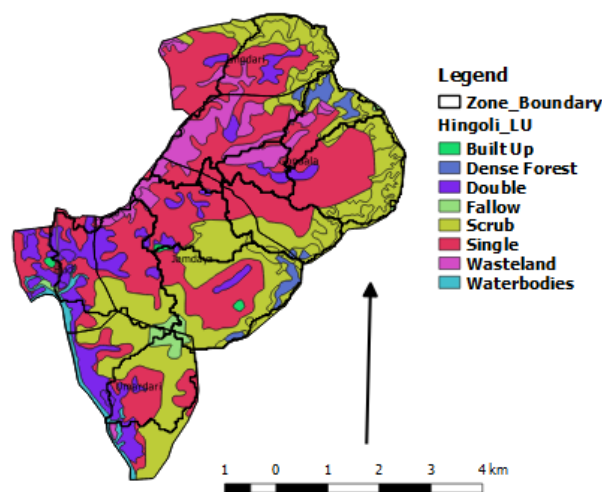 Legend
Zone_Boundary
Hingoli_LU
Built Up
Dense Forest
Double
Fallow
Scrub
Single
Wasteland
Waterbodies
Jamdaya
1 0 1 2 3 4 km